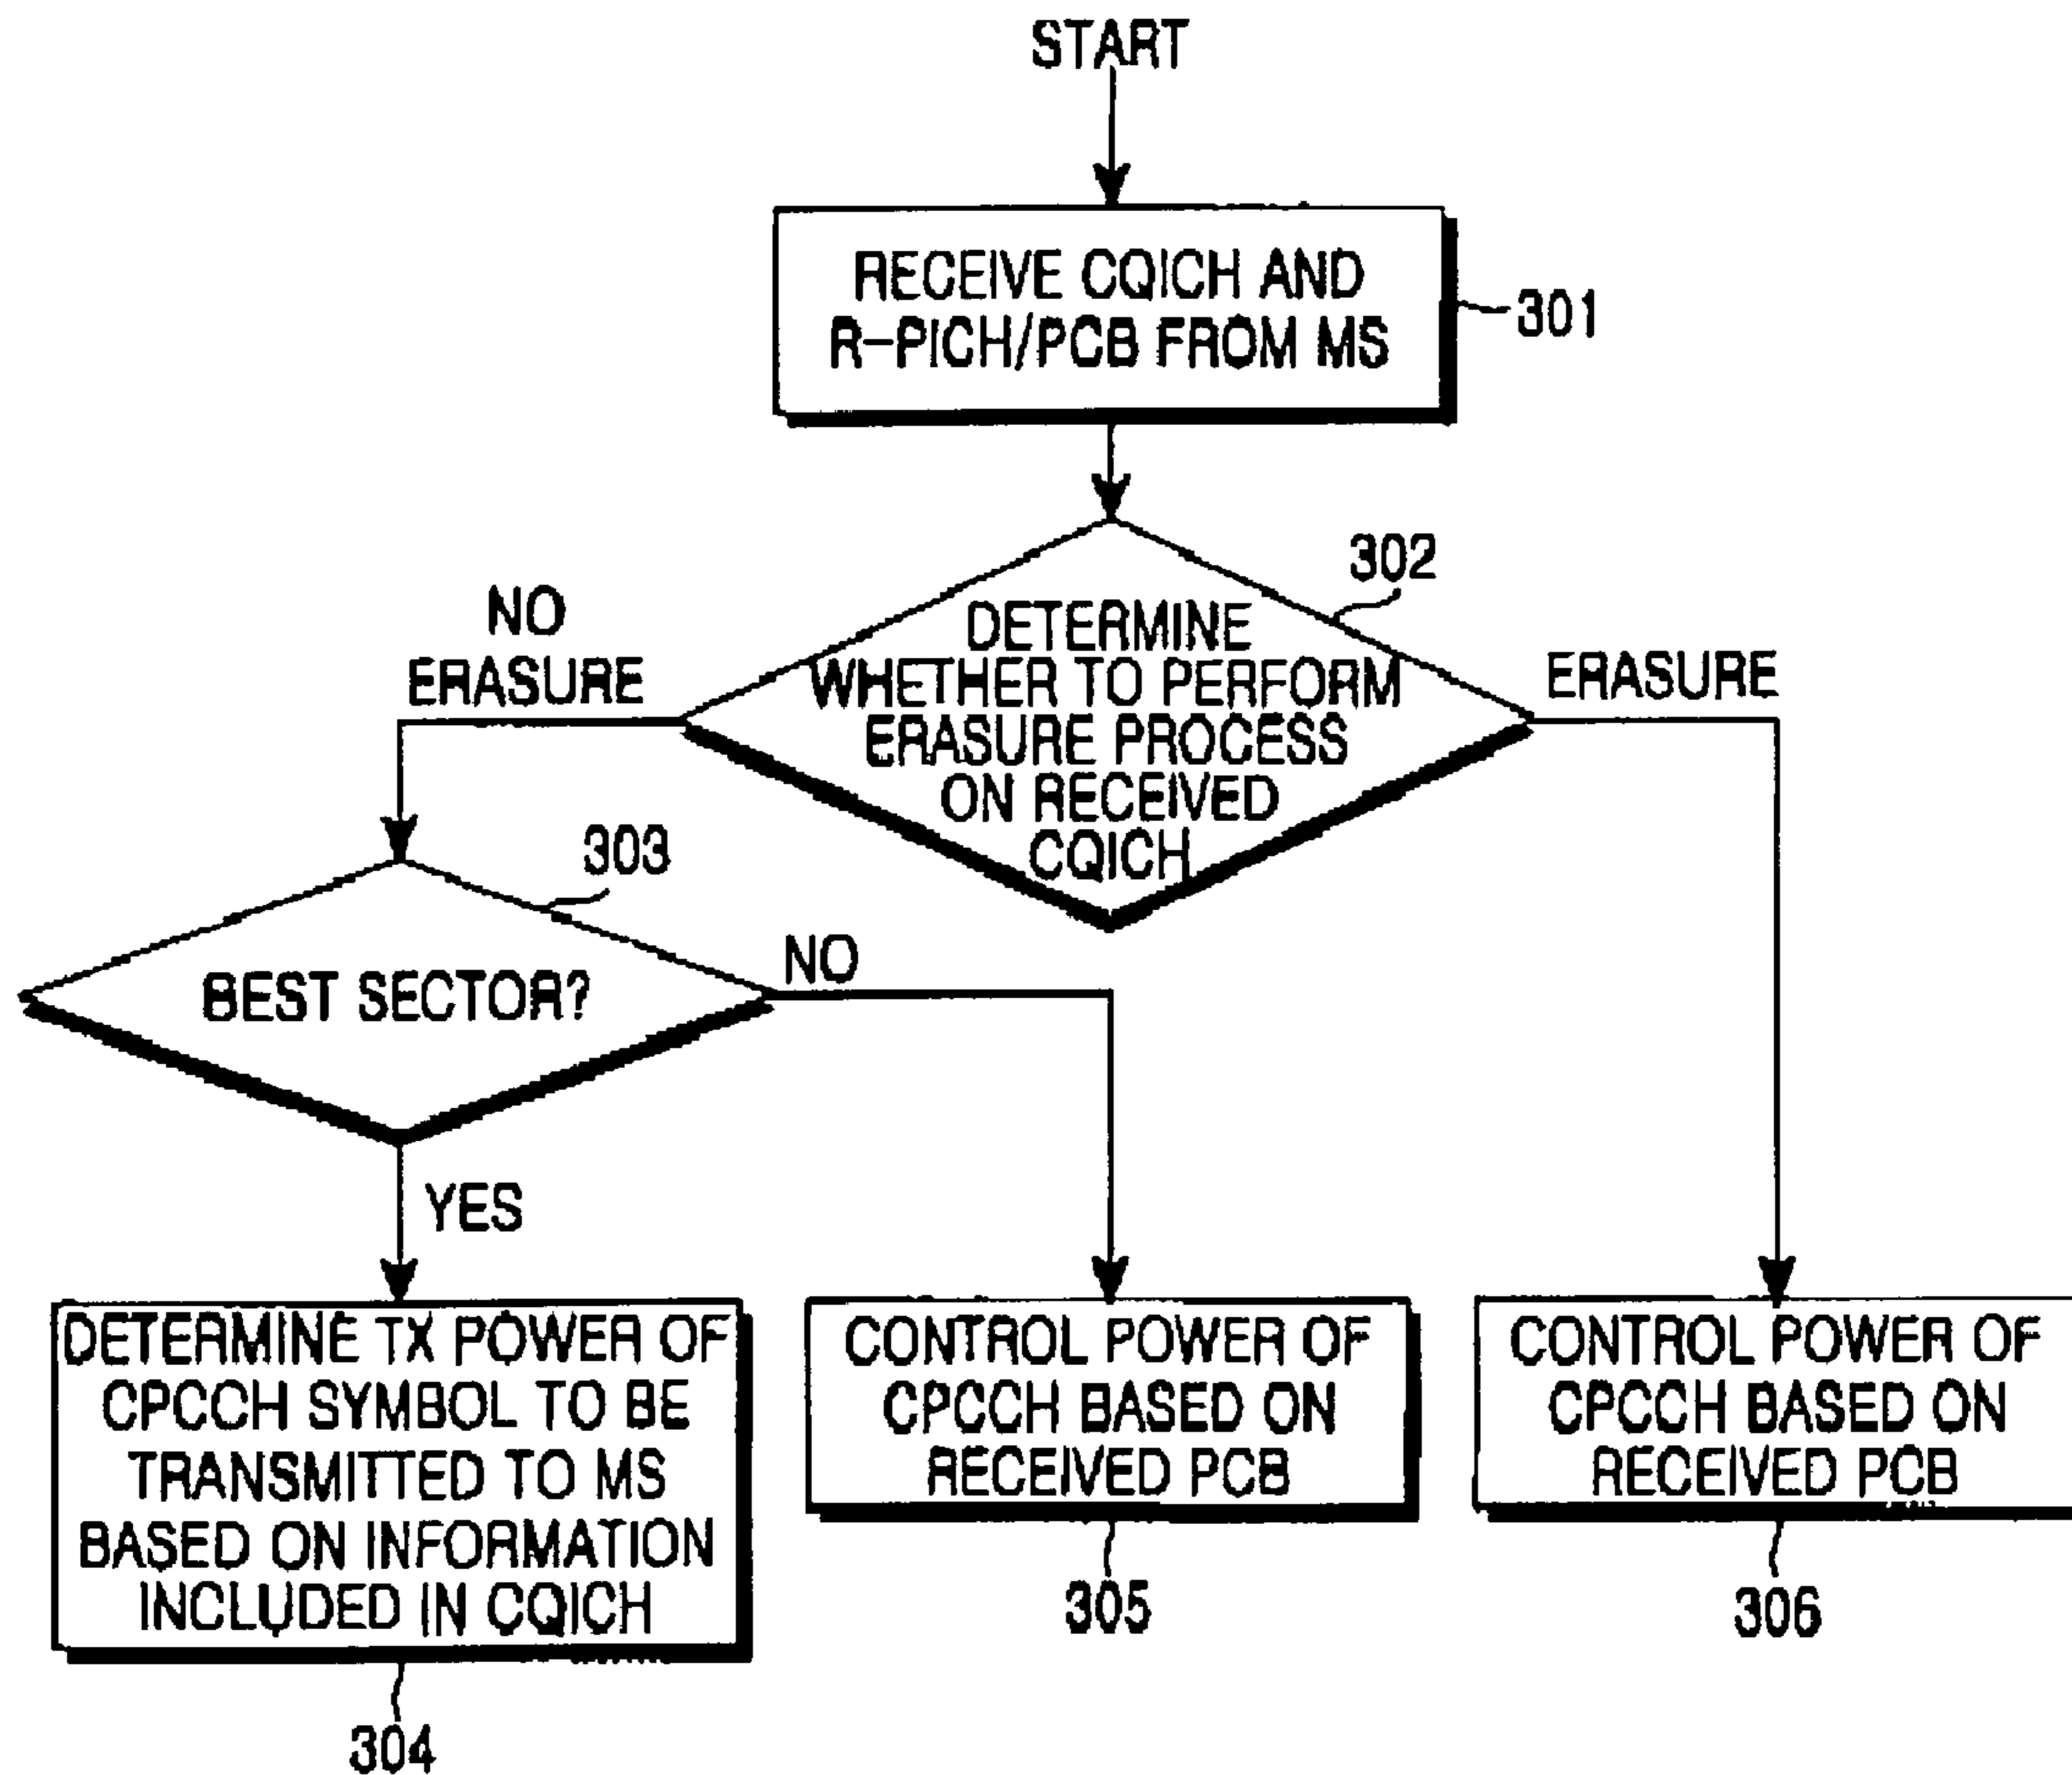 START
RECEIVE CQICH AND
R-PICH/PCB FROM MS
301
302
DETERMINE
WHETHER TO PERFORM
ERASURE PROCESS
ON RECEIVED
CQICH
NO
ERASURE
ERASURE
303
BEST SECTOR?
NO
YES
DETERMINE TX POWER OF
CPCCH SYMBOL TO BE
TRANSMITTED TO MS
BASED ON INFORMATION
INCLUDED IN CQICH
304
CONTROL POWER OF
CPCCH BASED ON
RECEIVED PCB
305
CONTROL POWER OF
CPCCH BASED ON
RECEIVED PCB
306